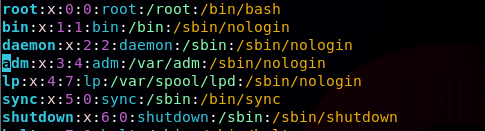 root:x:0:0:root:/root:/bin/bash
bin:x:1:1:bin:/bin:/sbin/nologin
daemon:x:2:2:daemon:/sbin:/sbin/nologin
adm:x:3:4:adm:/var/adm:/sbin/nologin
lp:x:4:7:lp:/var/spool/lpd:/sbin/nologin
sync:x:5:0:sync:/sbin:/bin/sync
shutdown:x:6:0:shutdown:/sbin:/sbin/shutdown